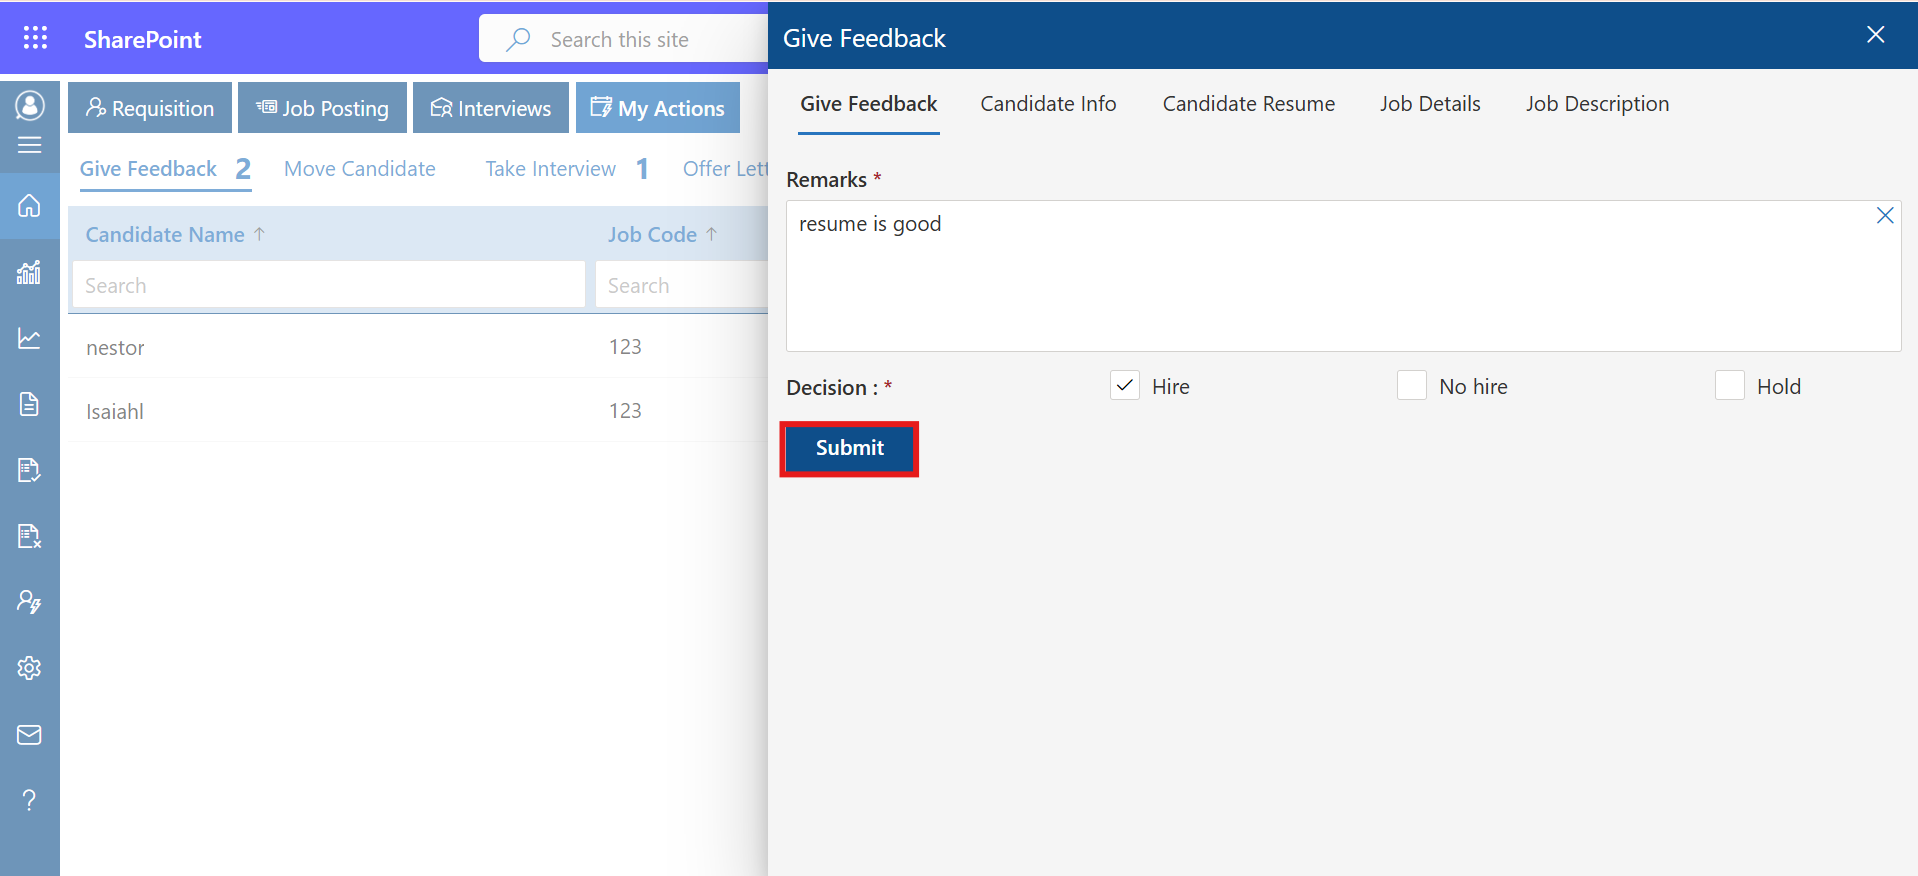 SharePoint
Search this site
Requisition
Job Posting
Interviews
My Actions
Give Feedback 2
Move Candidate
Take Interview 1
Offer Lett
Candidate Name ↑
Job Code ↑
Search
Search
nestor
123
Isaiahl
123
Give Feedback
Give Feedback
Candidate Info
Candidate Resume
Job Details
Job Description
Remarks *
resume is good
Decision : *
Hire
No hire
Hold
Submit